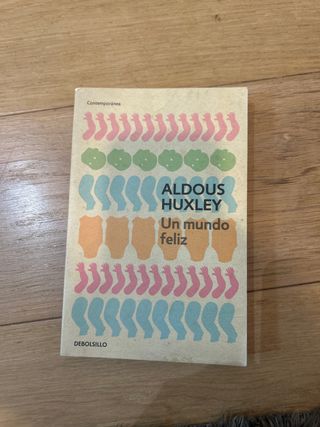 Contemporánea
ALDOUS
HUXLEY
Un mundo
feliz
DEBOLSILLO